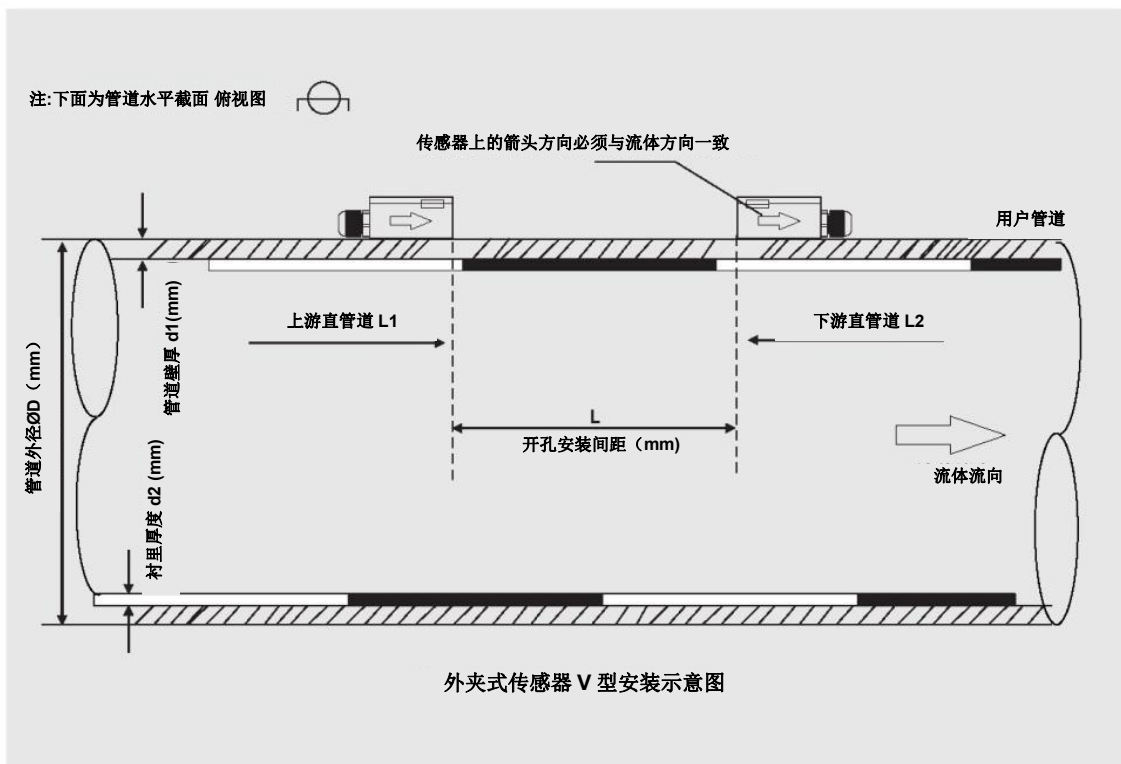 注:下面为管道水平截面 俯视图
传感器上的箭头方向必须与流体方向一致
用户管道
上游直管道 L1
下游直管道 L2
管道壁厚 d1(mm)
管道外径ØD（mm）
L
开孔安装间距（mm)
流体流向
衬里厚度 d2 (mm)
外夹式传感器 V 型安装示意图